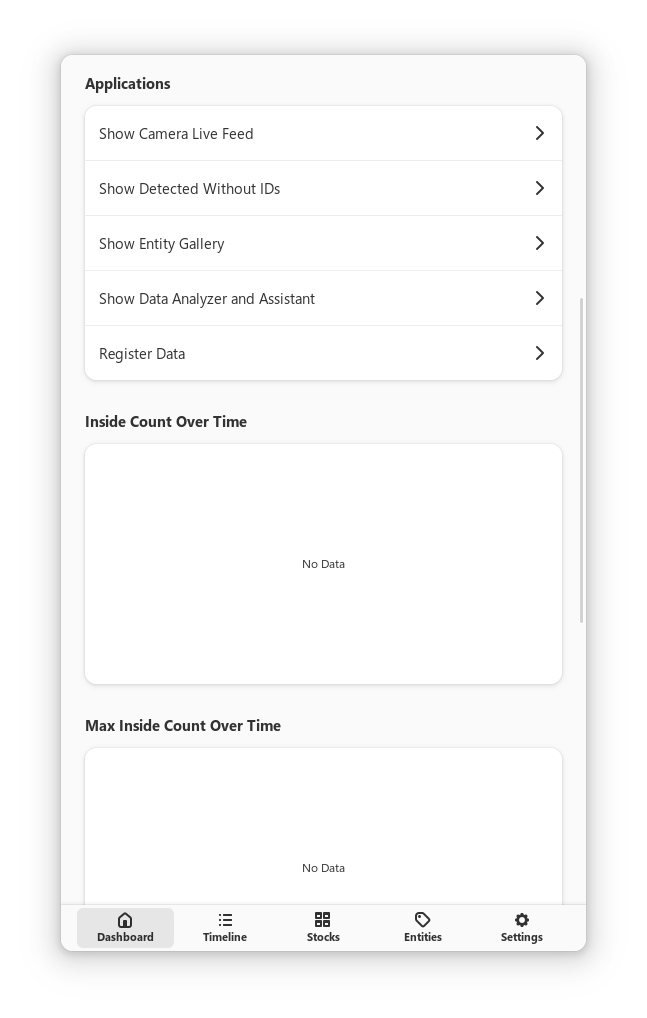 Applications
Show Camera Live Feed
Show Detected Without IDs
Show Entity Gallery
Show Data Analyzer and Assistant
Register Data
Inside Count Over Time
No Data
Max Inside Count Over Time
No Data
Dashboard
Timeline
Stocks
Entities
Settings